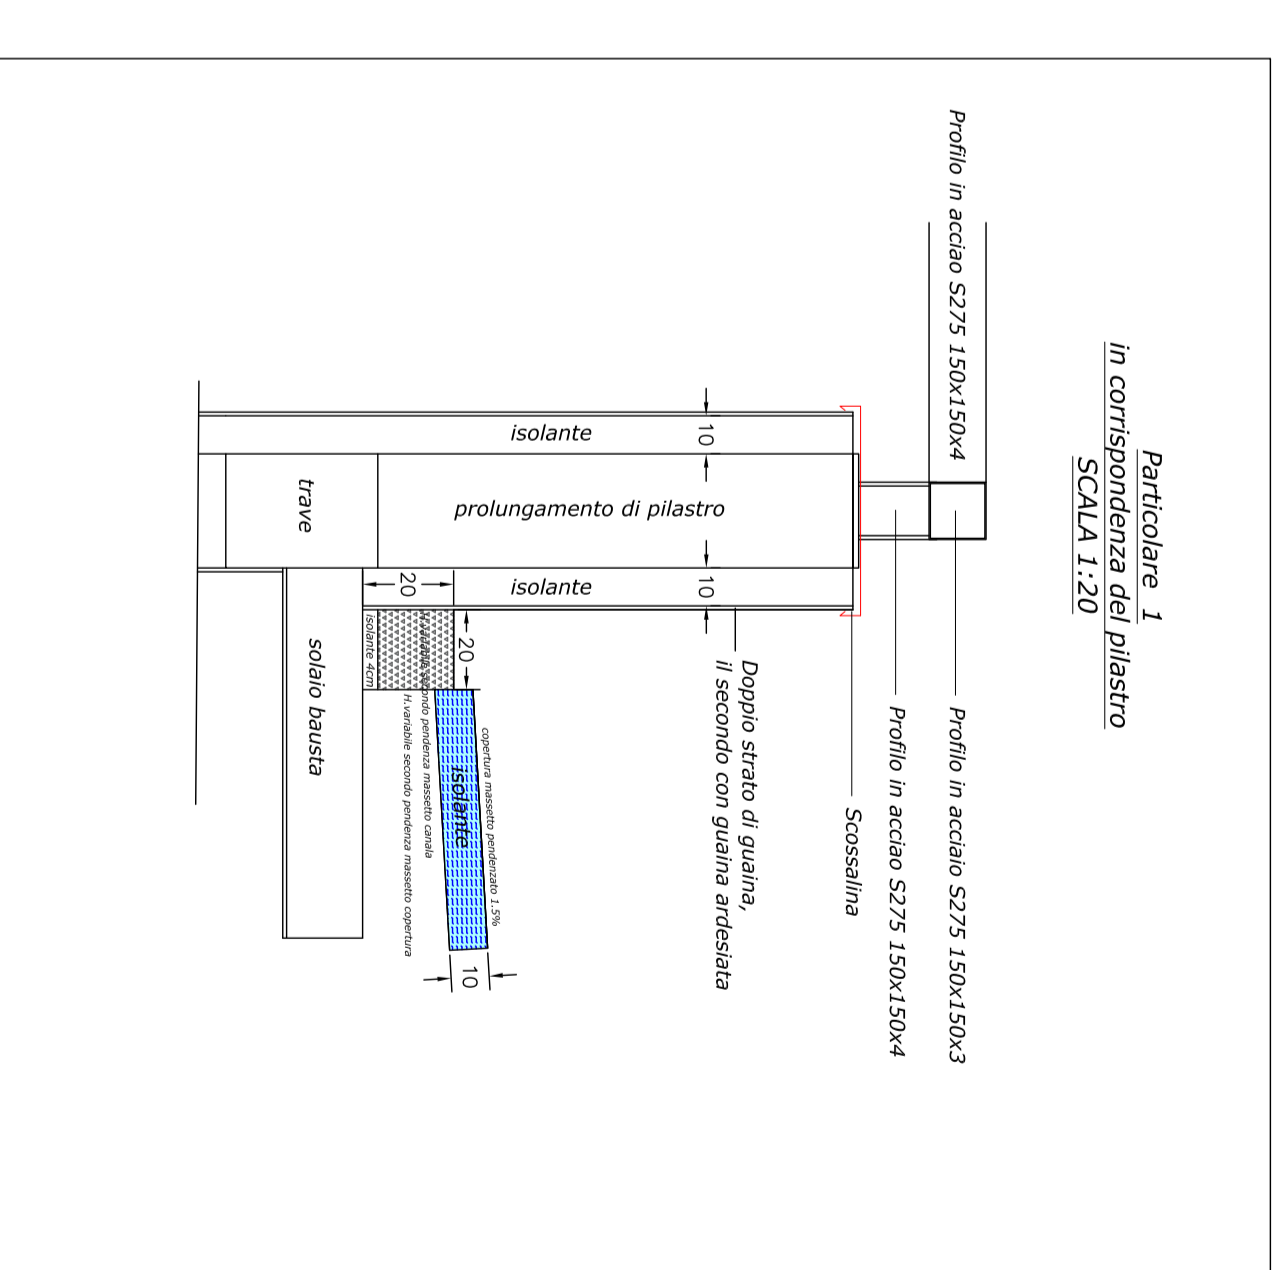 Particolare 1
in corrispondenza del pilastro
SCALA 1:20
Profilo in acciao S275 150x150x4
Profilo in acciaio S275 150x150x3
Profilo in acciao S275 150x150x4
Scossalina
Doppio strato di guaina,
il secondo con guaina ardesiata
isolante
10
prolungamento di pilastro
trave
isolante
10
20
20
isolante 4cm
H.variabile secondo pendenza massetto canala
H.variabile secondo pendenza massetto copertura
copertura massetto pendenzato 1.5%
isolante
10
solaio bausta